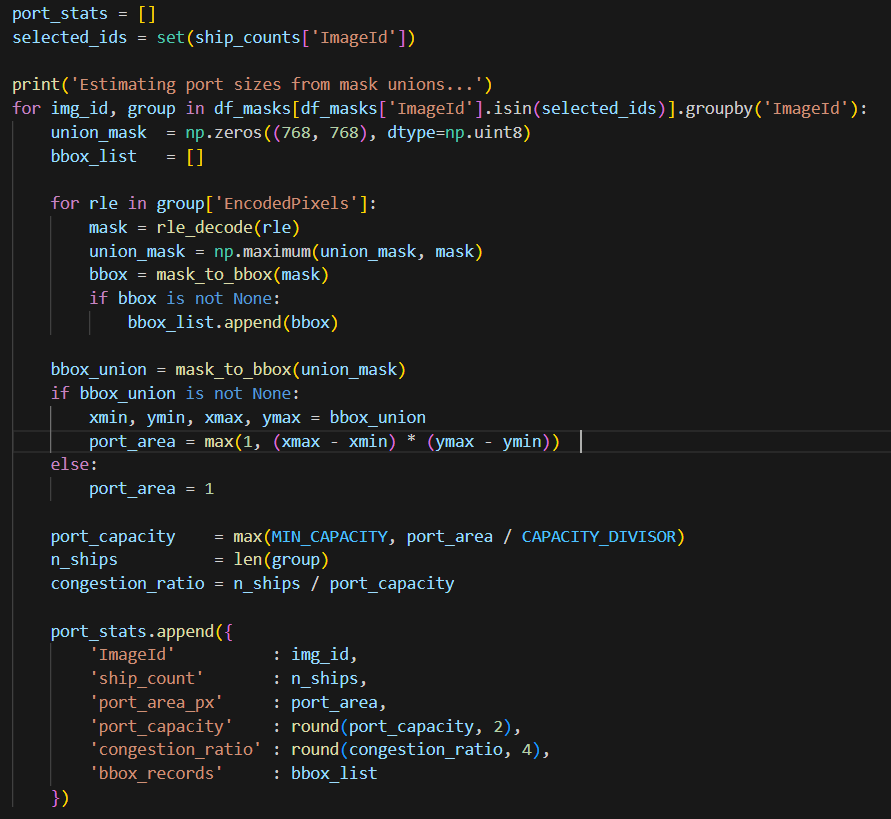 port_stats = []
selected_ids = set(ship_counts['ImageId'])

print('Estimating port sizes from mask unions...')
for img_id, group in df_masks[df_masks['ImageId'].isin(selected_ids)].groupby('ImageId'):
    union_mask  = np.zeros((768, 768), dtype=np.uint8)
    bbox_list   = []

    for rle in group['EncodedPixels']:
        mask = rle_decode(rle)
        union_mask = np.maximum(union_mask, mask)
        bbox = mask_to_bbox(mask)
        if bbox is not None:
            bbox_list.append(bbox)

    bbox_union = mask_to_bbox(union_mask)
    if bbox_union is not None:
        xmin, ymin, xmax, ymax = bbox_union
        port_area = max(1, (xmax - xmin) * (ymax - ymin))
    else:
        port_area = 1

    port_capacity    = max(MIN_CAPACITY, port_area / CAPACITY_DIVISOR)
    n_ships          = len(group)
    congestion_ratio = n_ships / port_capacity

    port_stats.append({
        'ImageId'          : img_id,
        'ship_count'       : n_ships,
        'port_area_px'     : port_area,
        'port_capacity'    : round(port_capacity, 2),
        'congestion_ratio' : round(congestion_ratio, 4),
        'bbox_records'     : bbox_list
    })